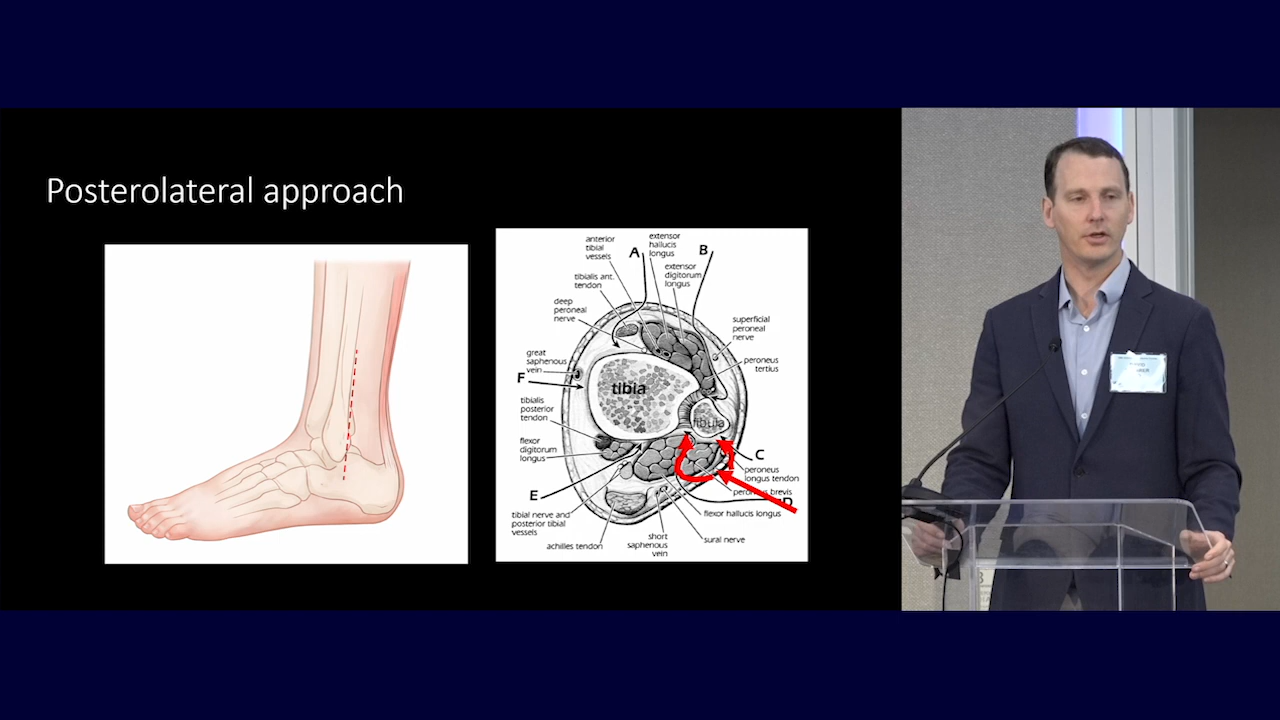 Posterolateral approach
anterior
tibial
vessels
A
extensor
hallucis
longus
B
extensor
digitorum
longus
tibialis ant.
tendon
deep
peroneal
nerve
superficial
peroneal
nerve
great
saphenous
vein
peroneus
tertius
F
tibia
fibula
tibialis
posterior
tendon
flexor
digitorum
longus
C
peroneus
longus tendon
peroneus brevis
D
E
flexor hallucis longus
tibial nerve and
posterior tibial
vessels
achilles tendon
short
saphenous
vein
sural nerve